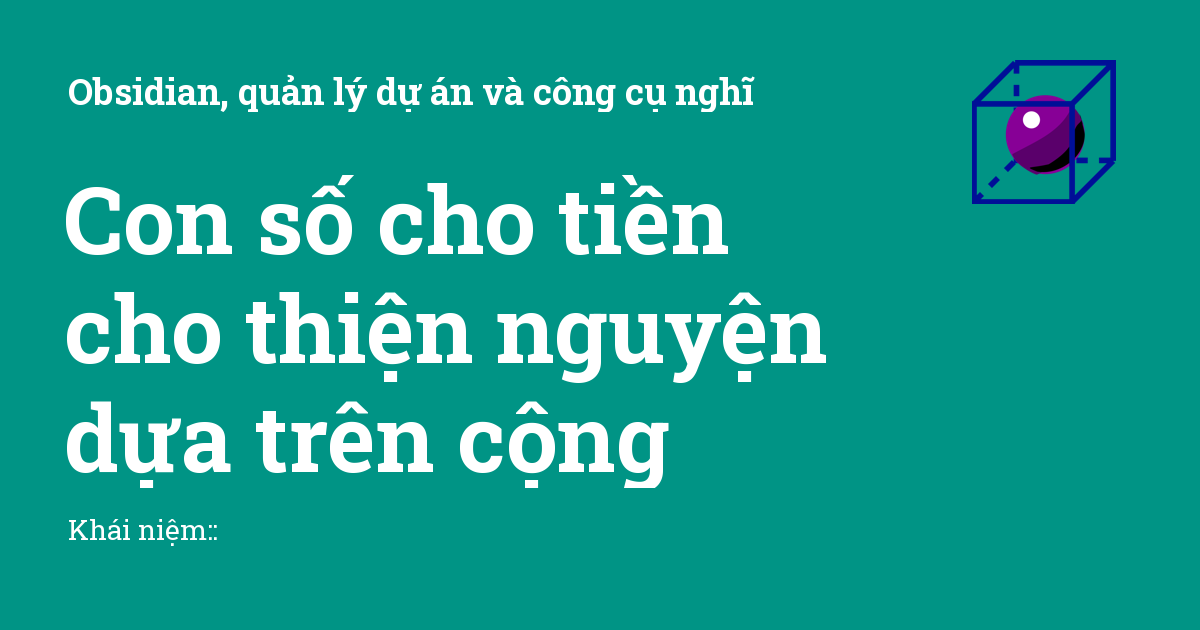 Obsidian, quản lý dự án và công cụ nghĩ
Con số cho tiền
cho thiện nguyện
dựa trên cộng
Khái niệm::